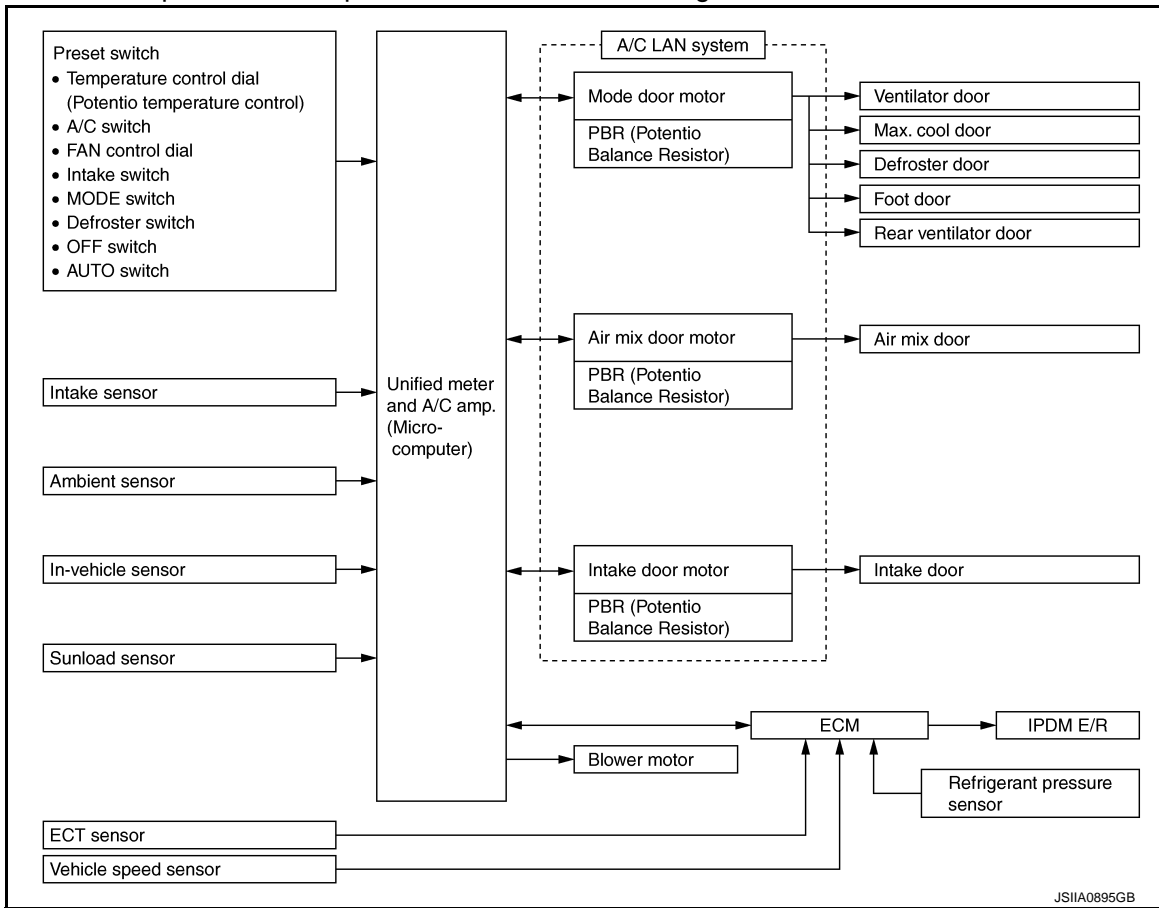 Preset switch
• Temperature control dial
(Potentio temperature control)
• A/C switch
• FAN control dial
• Intake switch
• MODE switch
• Defroster switch
• OFF switch
• AUTO switch
Intake sensor
Ambient sensor
In-vehicle sensor
Sunload sensor
ECT sensor
Vehicle speed sensor
Unified meter
and A/C amp.
(Micro-
computer)
A/C LAN system
Mode door motor
PBR (Potentio
Balance Resistor)
Air mix door motor
PBR (Potentio
Balance Resistor)
Intake door motor
PBR (Potentio
Balance Resistor)
Blower motor
Ventilator door
Max. cool door
Defroster door
Foot door
Rear ventilator door
Air mix door
Intake door
ECM
IPDM E/R
Refrigerant pressure
sensor
JSIIA0895GB